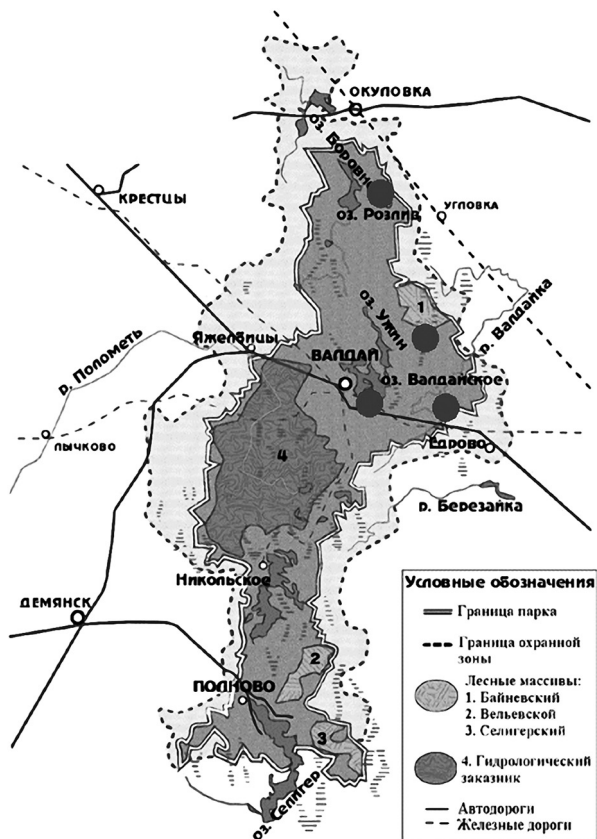 ОКУЛОВКА
оз. Боровно
КРЕСТЦЫ
оз. Розлив
УГЛОВКА
1
оз. Ужин
р. Валдайка
р. Полометь
Яжелбицы
ВАЛДАЙ
оз. Валдайское
ЛЫЧКОВО
4
Едрово
р. Березайка
Никольское
ДЕМЯНСК
2
ПОЛНОВО
3
оз. Селигер
Условные обозначения
Граница парка
Граница охранной
зоны
Лесные массивы:
1. Байневский
2. Вельевской
3. Селигерский
4. Гидрологический
заказник
Автодороги
Железные дороги